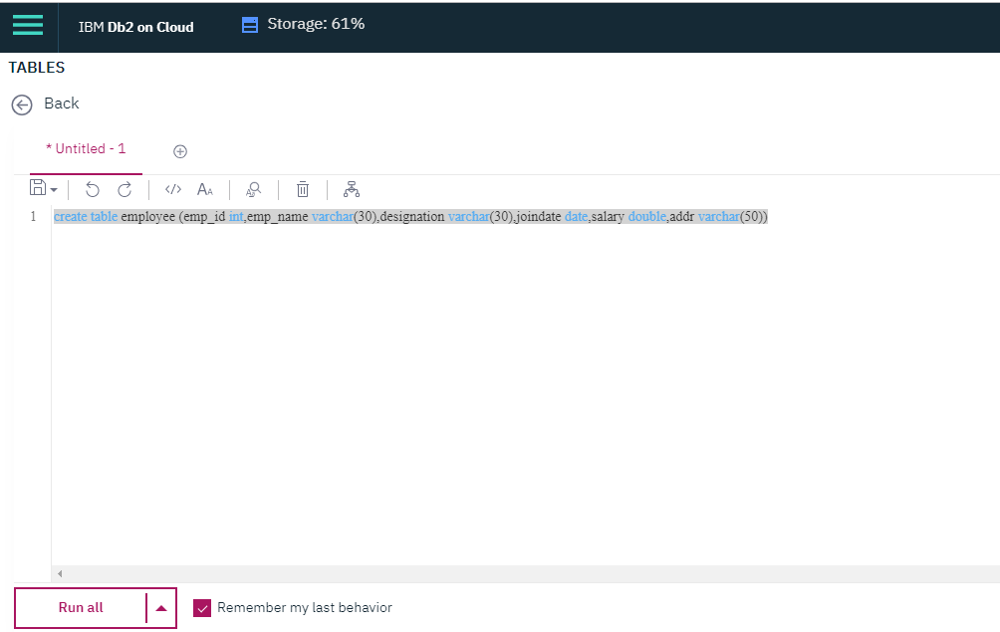 IBM Db2 on Cloud
Storage: 61%
TABLES
Back
* Untitled - 1
</> AA
1 create table employee (emp_id int,emp_name varchar(30),designation varchar(30),joindate date,salary double,addr varchar(50))
Run all
Remember my last behavior